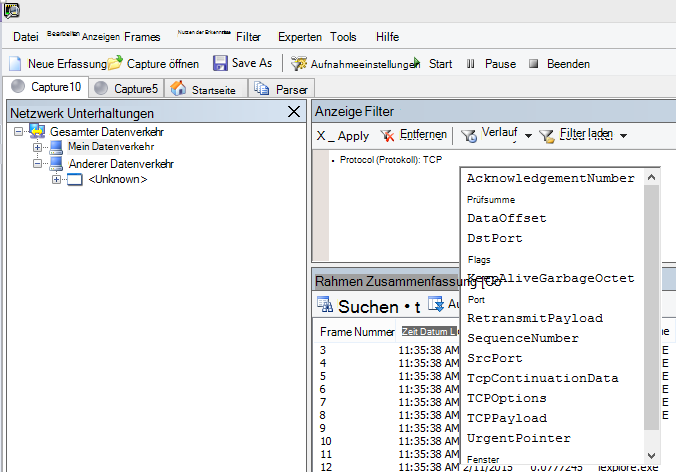 Datei Bearbeiten Anzeigen Frames Nutzen der Erkenntnisse Filter Experten Tools Hilfe
Neue Erfassung Capture öffnen Save As Aufnahmeeinstellungen Start Pause Beenden
Capture10 Capture5 Startseite Parser
Netzwerk Unterhaltungen
Gesamter Datenverkehr
Mein Datenverkehr
Anderer Datenverkehr
<Unknown>
Anzeige Filter
X _ Apply Entfernen Verlauf Filter laden
• Protocol (Protokoll): TCP
AcknowledgementNumber
Prüfsumme
DataOffset
DstPort
Flags
KeepAliveGarbageOctet
Port
RetransmitPayload
SequenceNumber
SrcPort
TcpContinuationData
TCPOptions
TCPPayload
UrgentPointer
Fenster
Rahmen Zusammenfassung [Co
Suchen • t Au
Frame Nummer Zeit Datum L
3 11:35:38 AM E
4 11:35:38 AM E
5 11:35:38 AM E
6 11:35:38 AM E
7 11:35:38 AM E
8 11:35:38 AM E
9 11:35:38 AM
10 11:35:38 AM
11 11:35:38 AM
12 11:35:38 AM 2/11/2015 0.0777245 iexplore.exe